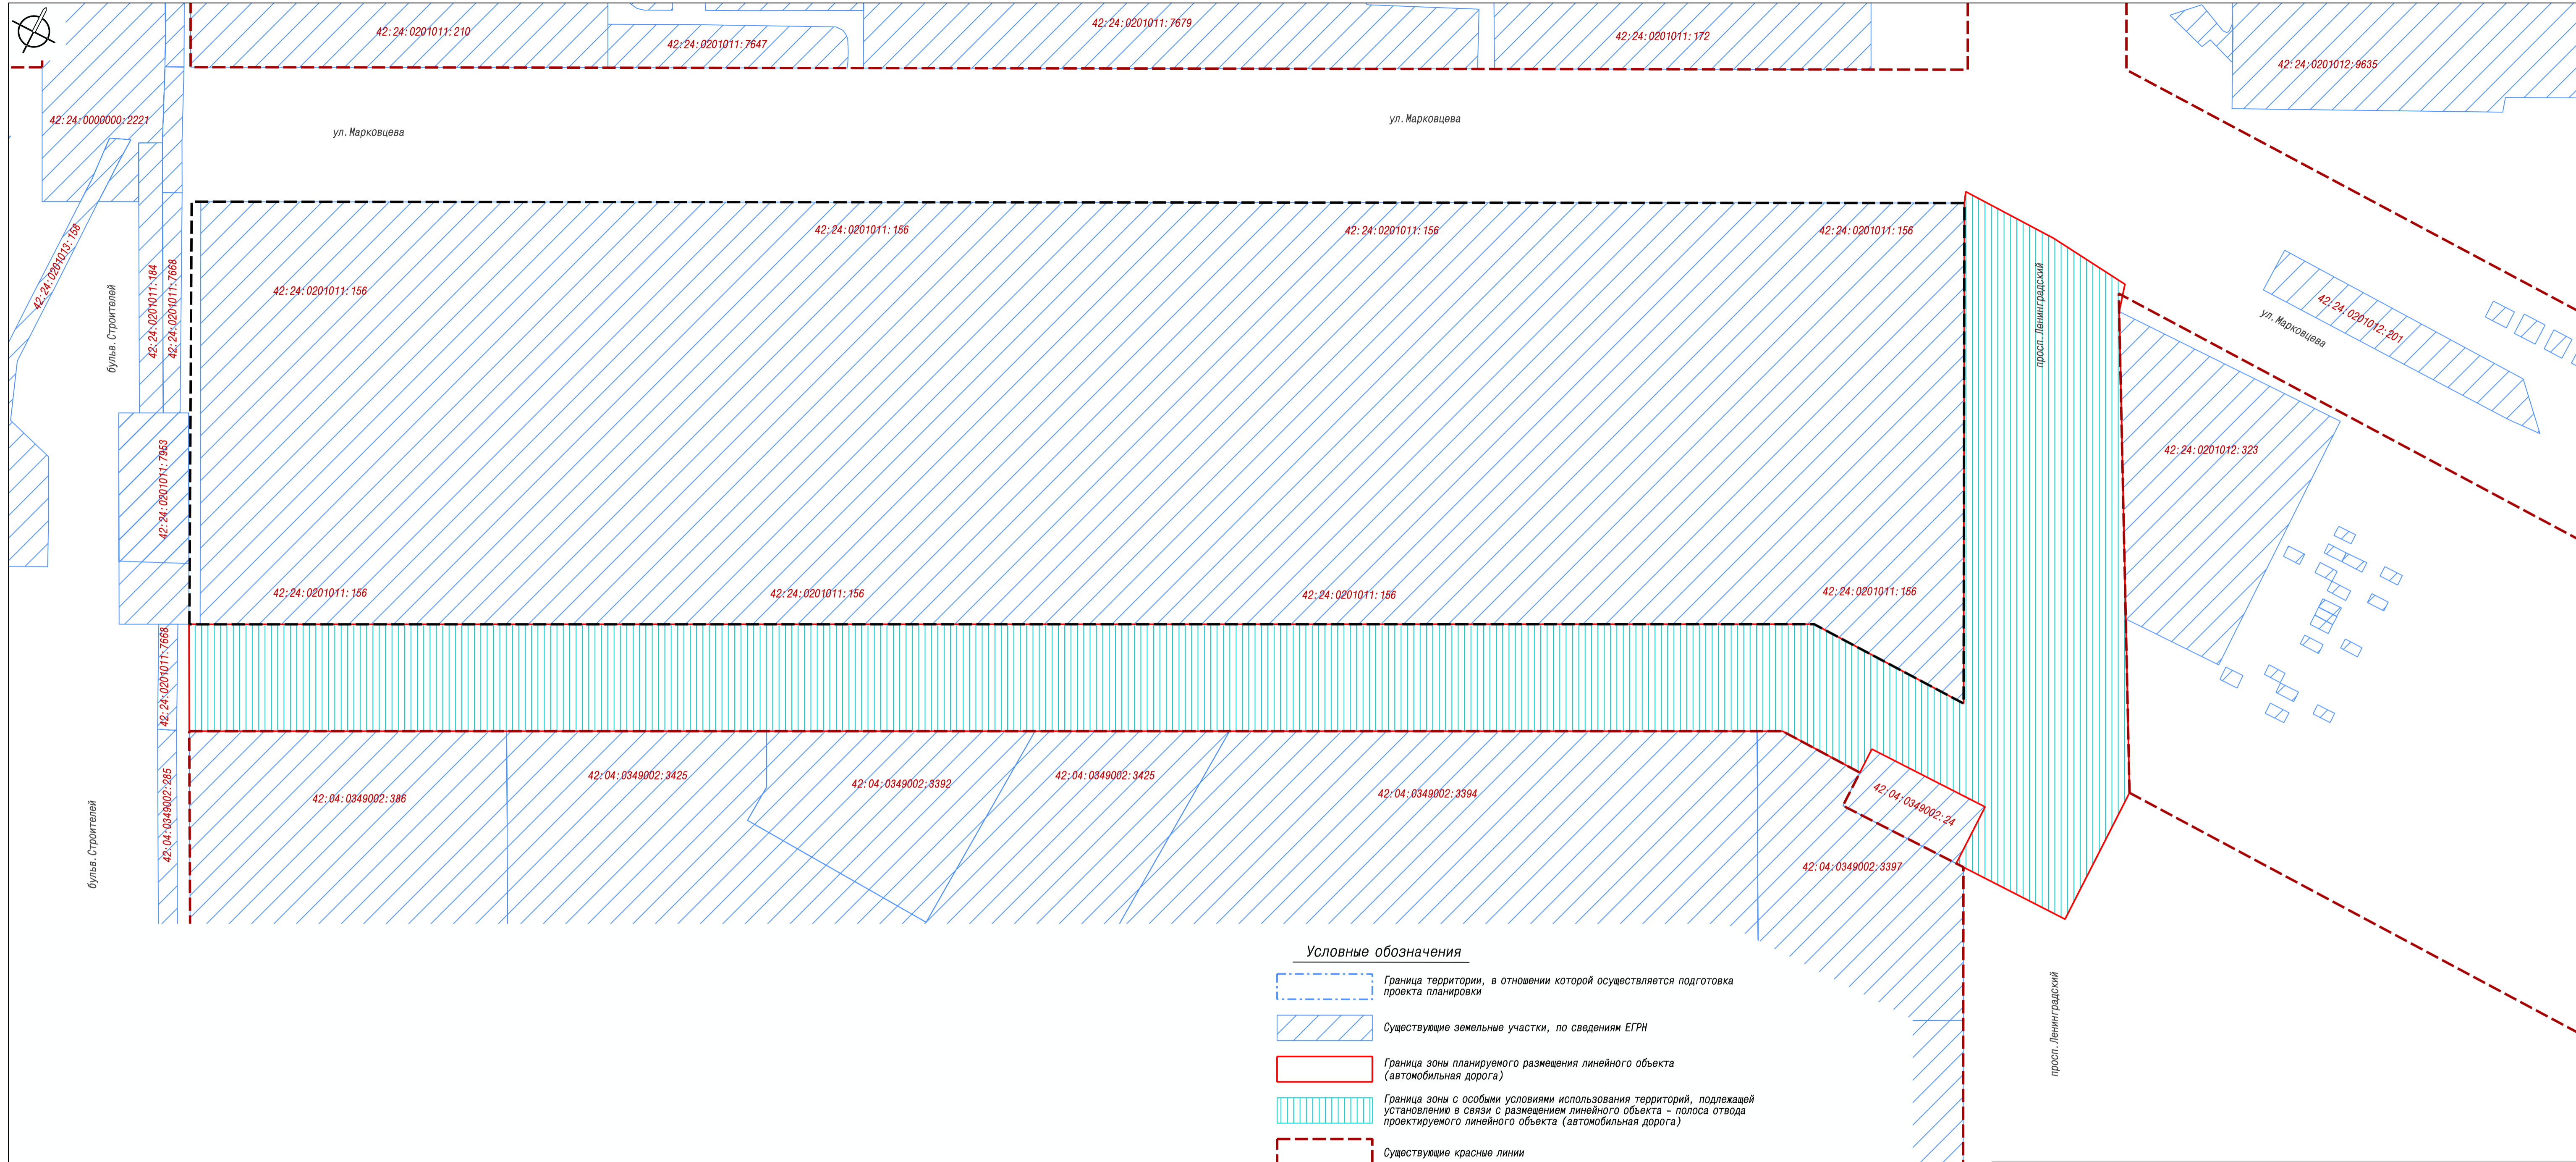 42:24:0201011:210
42:24:0201011:7647
42:24:0201011:7679
42:24:0201011:172
42:24:0201012:9635
42:24:0000000:2221
ул.Марковцева
ул.Марковцева
42:24:0201013:158
бульв.Строителей
42:24:0201011:184
42:24:0201011:7668
42:24:0201011:156
42:24:0201011:156
42:24:0201011:156
42:24:0201011:156
просп.Ленинградский
42:24:0201012:201
ул.Марковцева
42:24:0201011:7953
42:24:0201012:323
42:24:0201011:156
42:24:0201011:156
42:24:0201011:156
42:24:0201011:156
42:24:0201011:7668
42:04:0349002:285
бульв.Строителей
42:04:0349002:386
42:04:0349002:3425
42:04:0349002:3392
42:04:0349002:3425
42:04:0349002:3394
42:04:0349002:24
42:04:0349002:3397
просп.Ленинградский
Условные обозначения
Граница территории, в отношении которой осуществляется подготовка
проекта планировки
Существующие земельные участки, по сведениям ЕГРН
Граница зоны планируемого размещения линейного объекта
(автомобильная дорога)
Граница зоны с особыми условиями использования территорий, подлежащей
установлению в связи с размещением линейного объекта - полоса отвода
проектируемого линейного объекта (автомобильная дорога)
Существующие красные линии